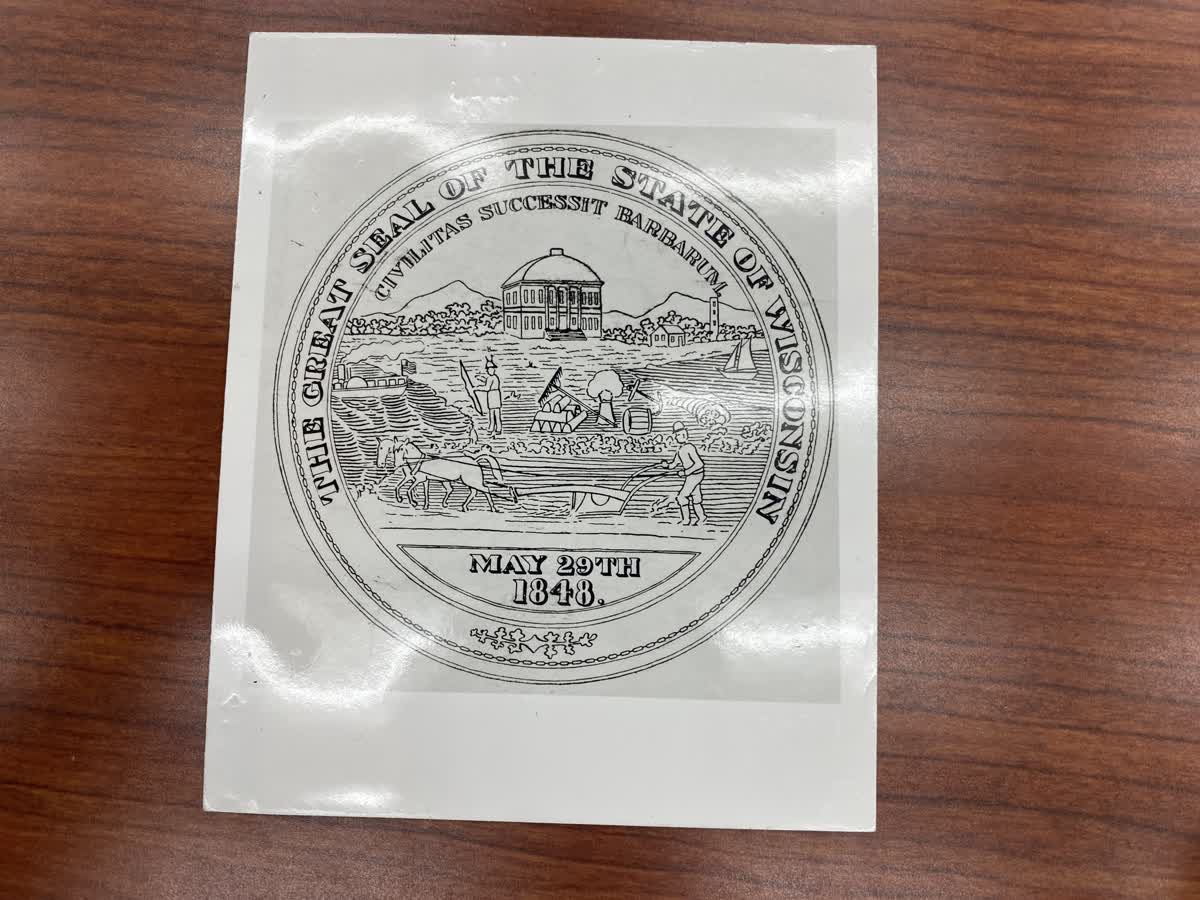 THE GREAT SEAL OF THE STATE OF WISCONSIN
CIVILITAS SUCCESSIT BARBARUM
MAY 29TH
1848.